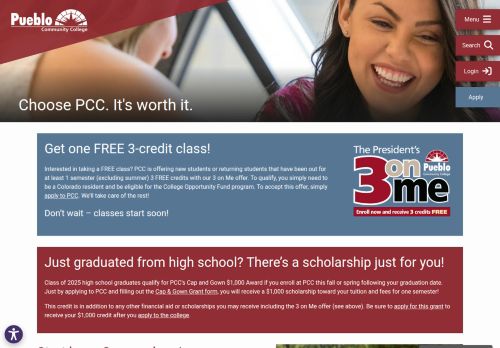 Pueblo
Community College
Menu
Search
Login
Apply
Choose PCC. It's worth it.
Get one FREE 3-credit class!
Interested in taking a FREE class? PCC is offering new students or returning students that have been out for
at least 1 semester (excluding summer) 3 FREE credits with our 3 on Me offer. To qualify, you simply need to
be a Colorado resident and be eligible for the College Opportunity Fund program. To accept this offer, simply
apply to PCC. We'll take care of the rest!
Don't wait – classes start soon!
The President's
3 on me
Pueblo
Community College
Enroll now and receive 3 credits FREE
Just graduated from high school? There's a scholarship just for you!
Class of 2025 high school graduates qualify for PCC's Cap and Gown $1,000 Award if you enroll at PCC this fall or spring following your graduation date.
Just by applying to PCC and filling out the Cap & Gown Grant form, you will receive a $1,000 scholarship toward your tuition and fees for one semester!
This credit is in addition to any other financial aid or scholarships you may receive including the 3 on Me offer (see above). Be sure to apply for this grant to
receive your $1,000 credit after you apply to the college.